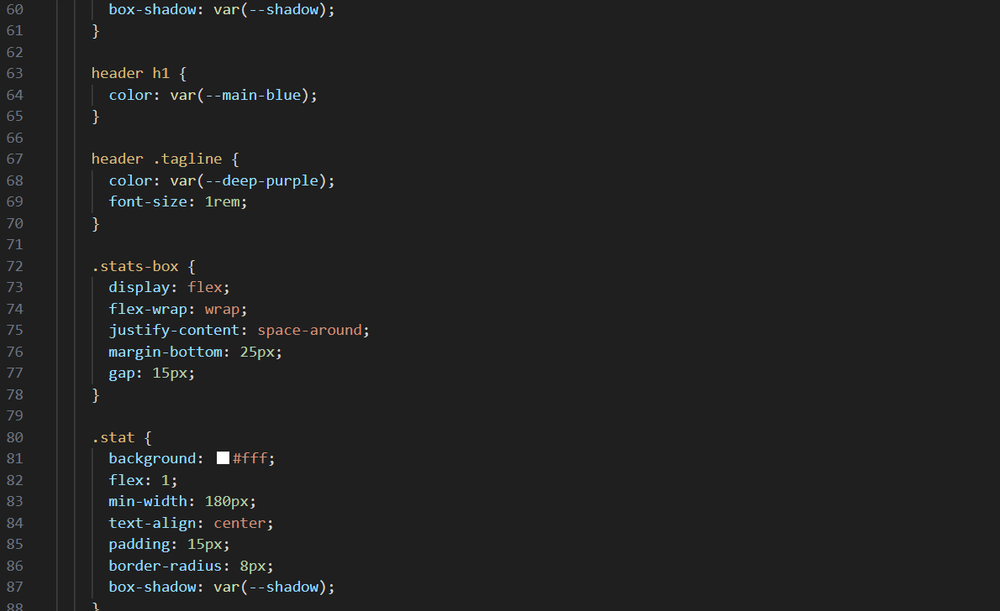 60 box-shadow: var(--shadow);
61 }
62
63 header h1 {
64 color: var(--main-blue);
65 }
66
67 header .tagline {
68 color: var(--deep-purple);
69 font-size: 1rem;
70 }
71
72 .stats-box {
73 display: flex;
74 flex-wrap: wrap;
75 justify-content: space-around;
76 margin-bottom: 25px;
77 gap: 15px;
78 }
79
80 .stat {
81 background: #fff;
82 flex: 1;
83 min-width: 180px;
84 text-align: center;
85 padding: 15px;
86 border-radius: 8px;
87 box-shadow: var(--shadow);
88 }